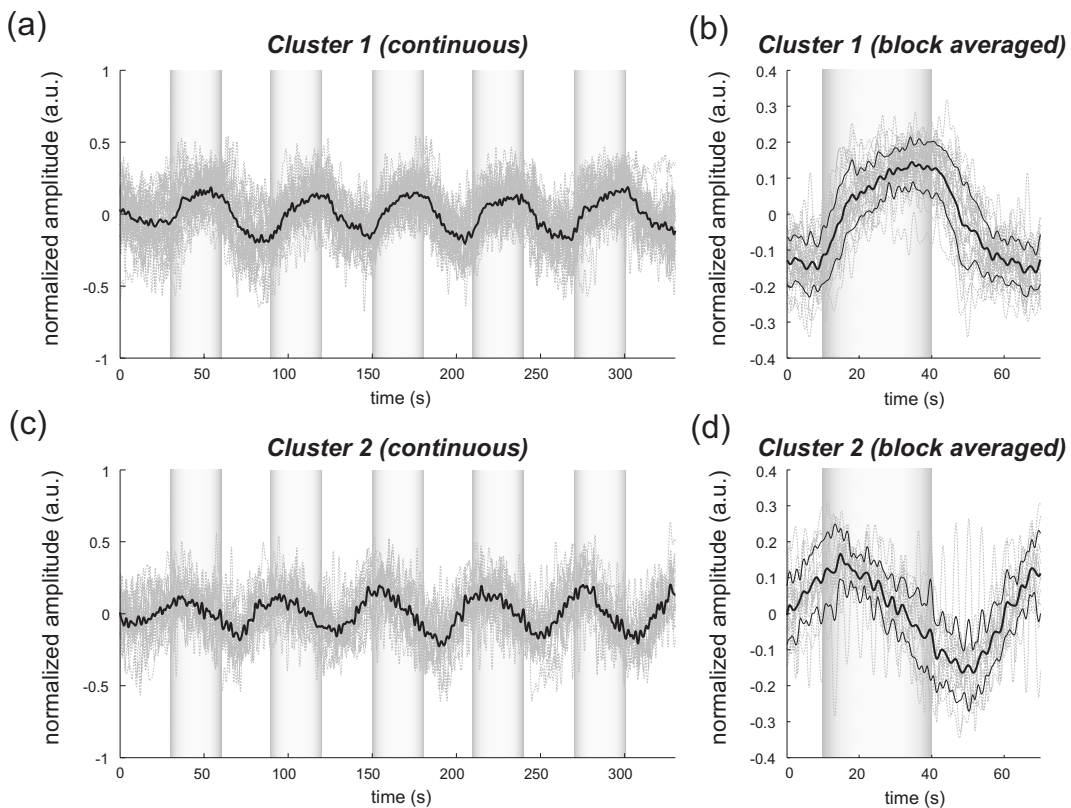 (a)
Cluster 1 (continuous)
normalized amplitude (a.u.)
1
0.5
0
-0.5
-1
0 50 100 150 200 250 300
time (s)
(b)
Cluster 1 (block averaged)
normalized amplitude (a.u.)
0.4
0.3
0.2
0.1
0
-0.1
-0.2
-0.3
-0.4
0 20 40 60
time (s)
(c)
Cluster 2 (continuous)
normalized amplitude (a.u.)
1
0.5
0
-0.5
-1
0 50 100 150 200 250 300
time (s)
(d)
Cluster 2 (block averaged)
normalized amplitude (a.u.)
0.4
0.3
0.2
0.1
0
-0.1
-0.2
-0.3
-0.4
0 20 40 60
time (s)